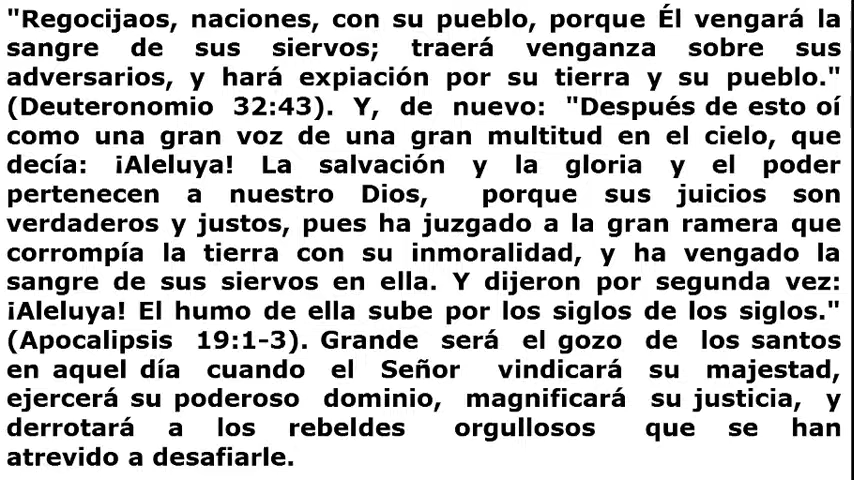 "Regocijaos, naciones, con su pueblo, porque Él vengará la
sangre de sus siervos; traerá venganza sobre sus
adversarios, y hará expiación por su tierra y su pueblo."
(Deuteronomio 32:43). Y, de nuevo: "Después de esto oí
como una gran voz de una gran multitud en el cielo, que
decía: ¡Aleluya! La salvación y la gloria y el poder
pertenecen a nuestro Dios, porque sus juicios son
verdaderos y justos, pues ha juzgado a la gran ramera que
corrompía la tierra con su inmoralidad, y ha vengado la
sangre de sus siervos en ella. Y dijeron por segunda vez:
¡Aleluya! El humo de ella sube por los siglos de los siglos."
(Apocalipsis 19:1-3). Grande será el gozo de los santos
en aquel día cuando el Señor vindicará su majestad,
ejercerá su poderoso dominio, magnificará su justicia, y
derrotará a los rebeldes orgullosos que se han
atrevido a desafiarle.